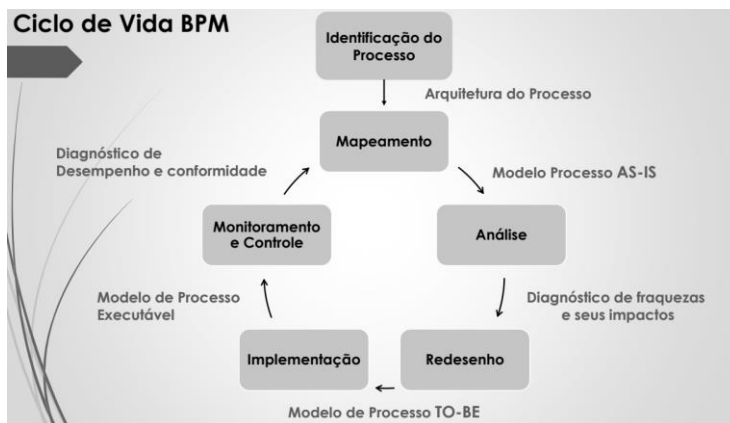 Ciclo de Vida BPM
Identificação do
Processo
Arquitetura do Processo
Mapeamento
Diagnóstico de
Desempenho e conformidade
Modelo Processo AS-IS
Monitoramento
e Controle
Análise
Modelo de Processo
Executável
Diagnóstico de fraquezas
e seus impactos
Implementação
Redesenho
Modelo de Processo TO-BE